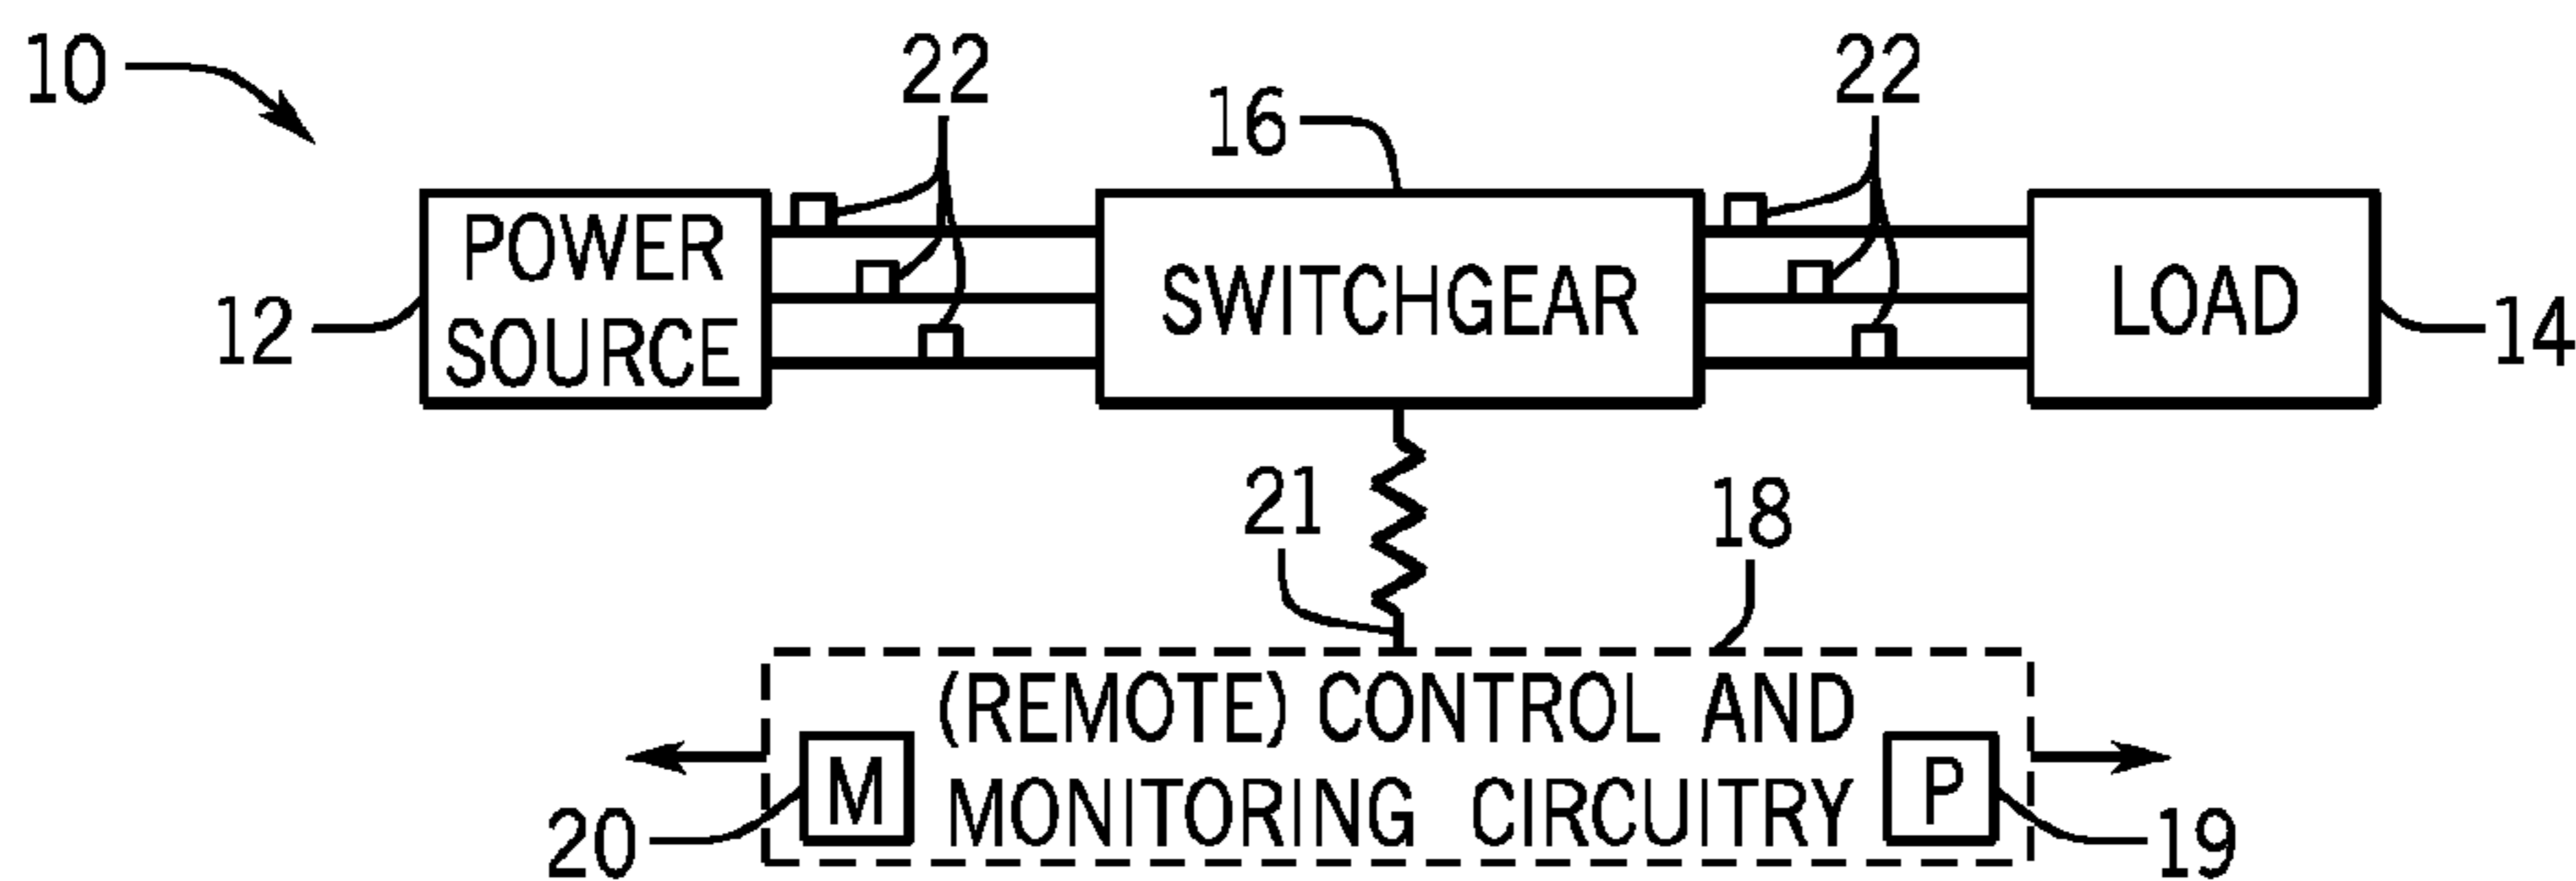 10
22
22
16
POWER
SOURCE
SWITCHGEAR
LOAD
12
14
21
18
(REMOTE) CONTROL AND
MONITORING CIRCUITRY
M
P
20
19